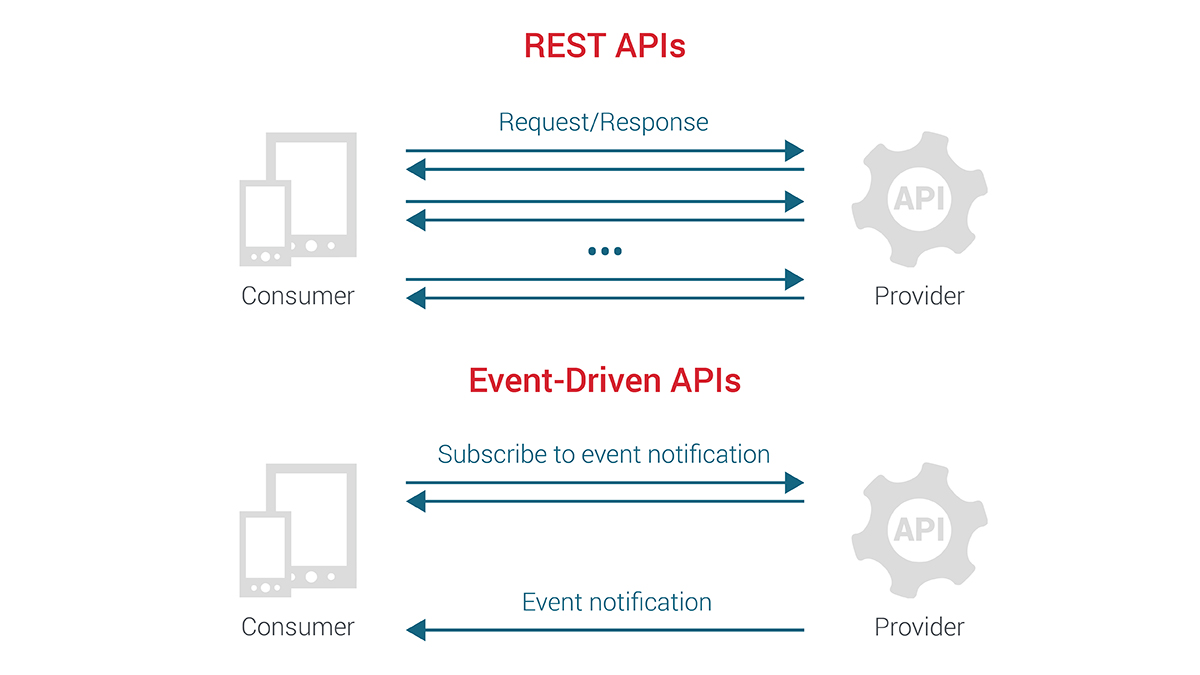 REST APIs
Request/Response
API
...
Consumer
Provider
Event-Driven APIs
Subscribe to event notification
API
Event notification
Consumer
Provider